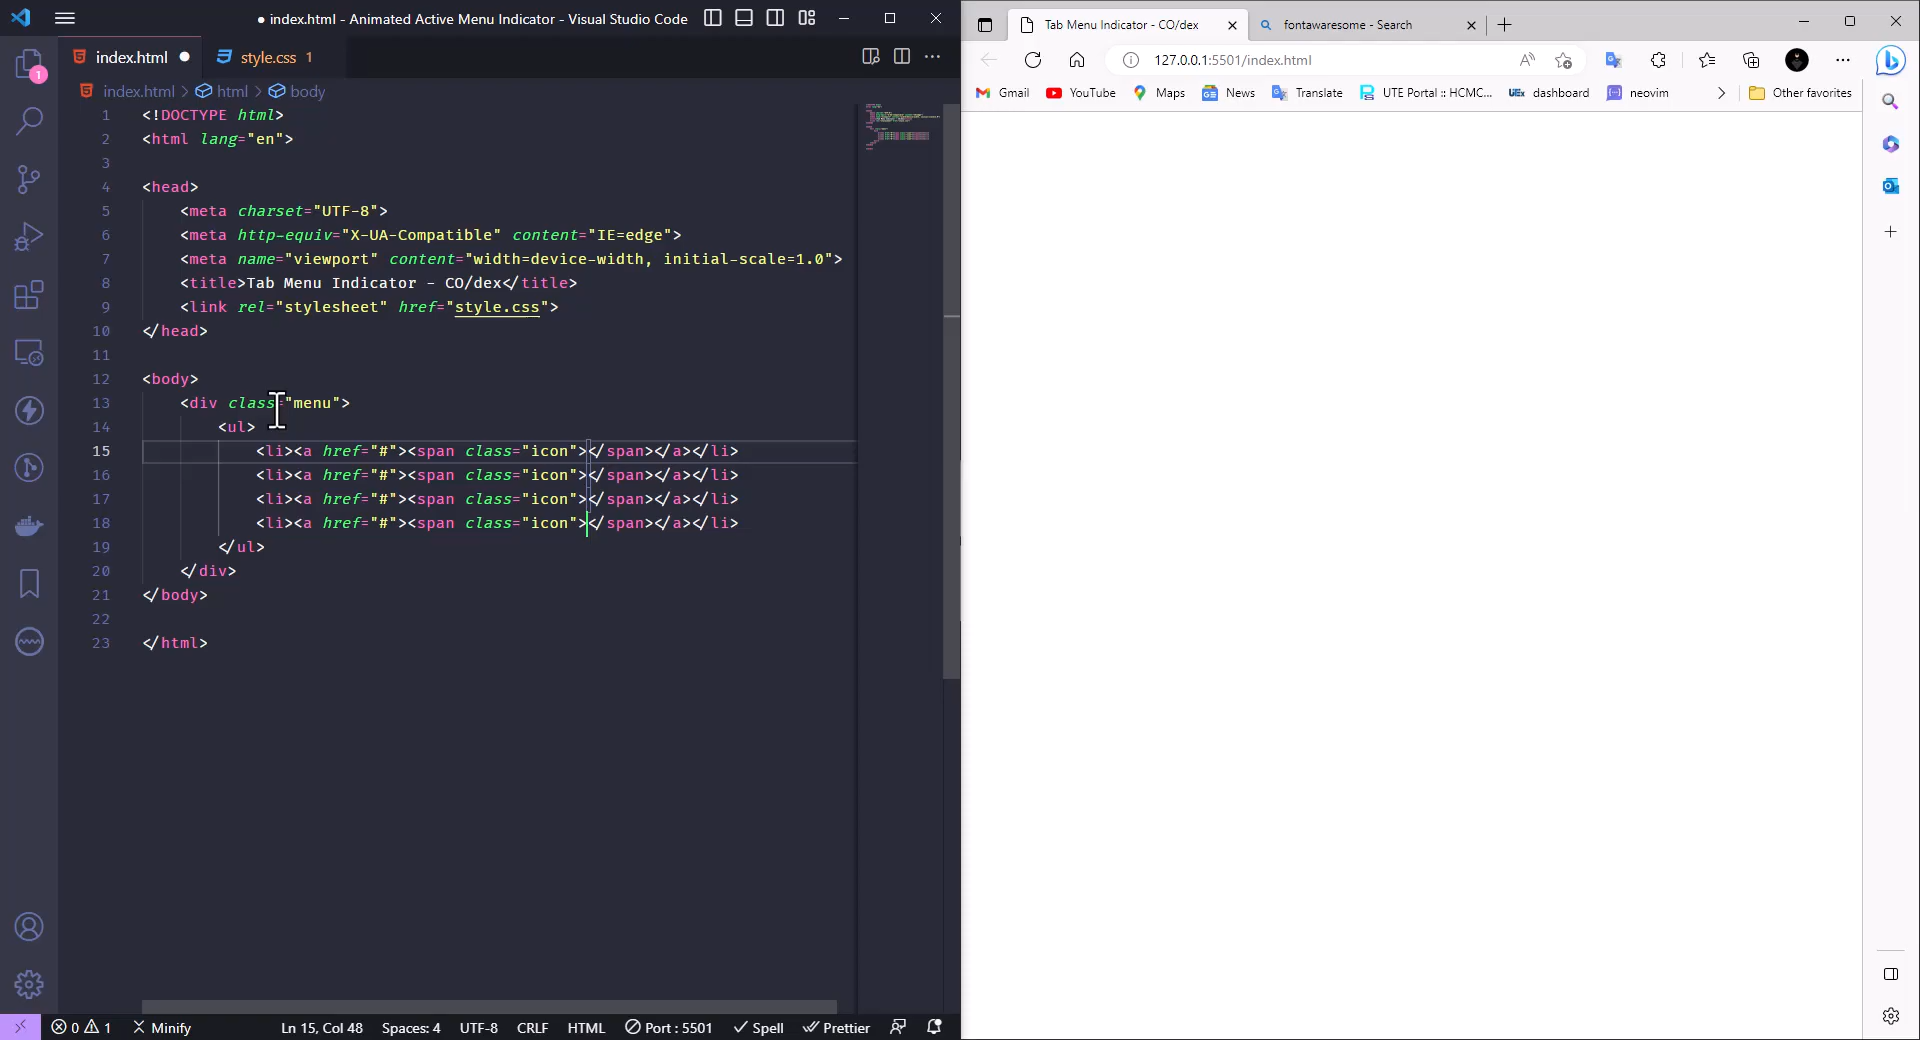 ● index.html - Animated Active Menu Indicator - Visual Studio Code
index.html ●
style.css 1
index.html > html > body
1 <!DOCTYPE html>
2 <html lang="en">
3
4 <head>
5 <meta charset="UTF-8">
6 <meta http-equiv="X-UA-Compatible" content="IE=edge">
7 <meta name="viewport" content="width=device-width, initial-scale=1.0">
8 <title>Tab Menu Indicator - CO/dex</title>
9 <link rel="stylesheet" href="style.css">
10 </head>
11
12 <body>
13 <div class="menu">
14 <ul>
15 <li><a href="#"><span class="icon"></span></a></li>
16 <li><a href="#"><span class="icon"></span></a></li>
17 <li><a href="#"><span class="icon"></span></a></li>
18 <li><a href="#"><span class="icon"></span></a></li>
19 </ul>
20 </div>
21 </body>
22
23 </html>
1
0 1 Minify Ln 15, Col 48 Spaces: 4 UTF-8 CRLF HTML Port : 5501 Spell Prettier
Tab Menu Indicator - CO/dex
fontawaresome - Search
127.0.0.1:5501/index.html
Gmail YouTube Maps News Translate UTE Portal :: HCMC... UEx dashboard neovim Other favorites